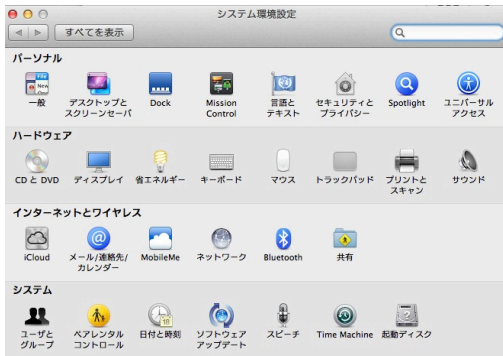 システム環境設定
すべてを表示
パーソナル
File
New
一般
デスクトップと
スクリーンセーバ
Dock
Mission
Control
言語と
テキスト
セキュリティと
プライバシー
Spotlight
ユニバーサル
アクセス
ハードウェア
CD と DVD
ディスプレイ
省エネルギー
キーボード
マウス
トラックパッド
プリントと
スキャン
サウンド
インターネットとワイヤレス
iCloud
メール/連絡先/
カレンダー
MobileMe
ネットワーク
Bluetooth
共有
システム
ユーザと
グループ
ペアレンタル
コントロール
日付と時刻
ソフトウェア
アップデート
スピーチ
Time Machine
起動ディスク